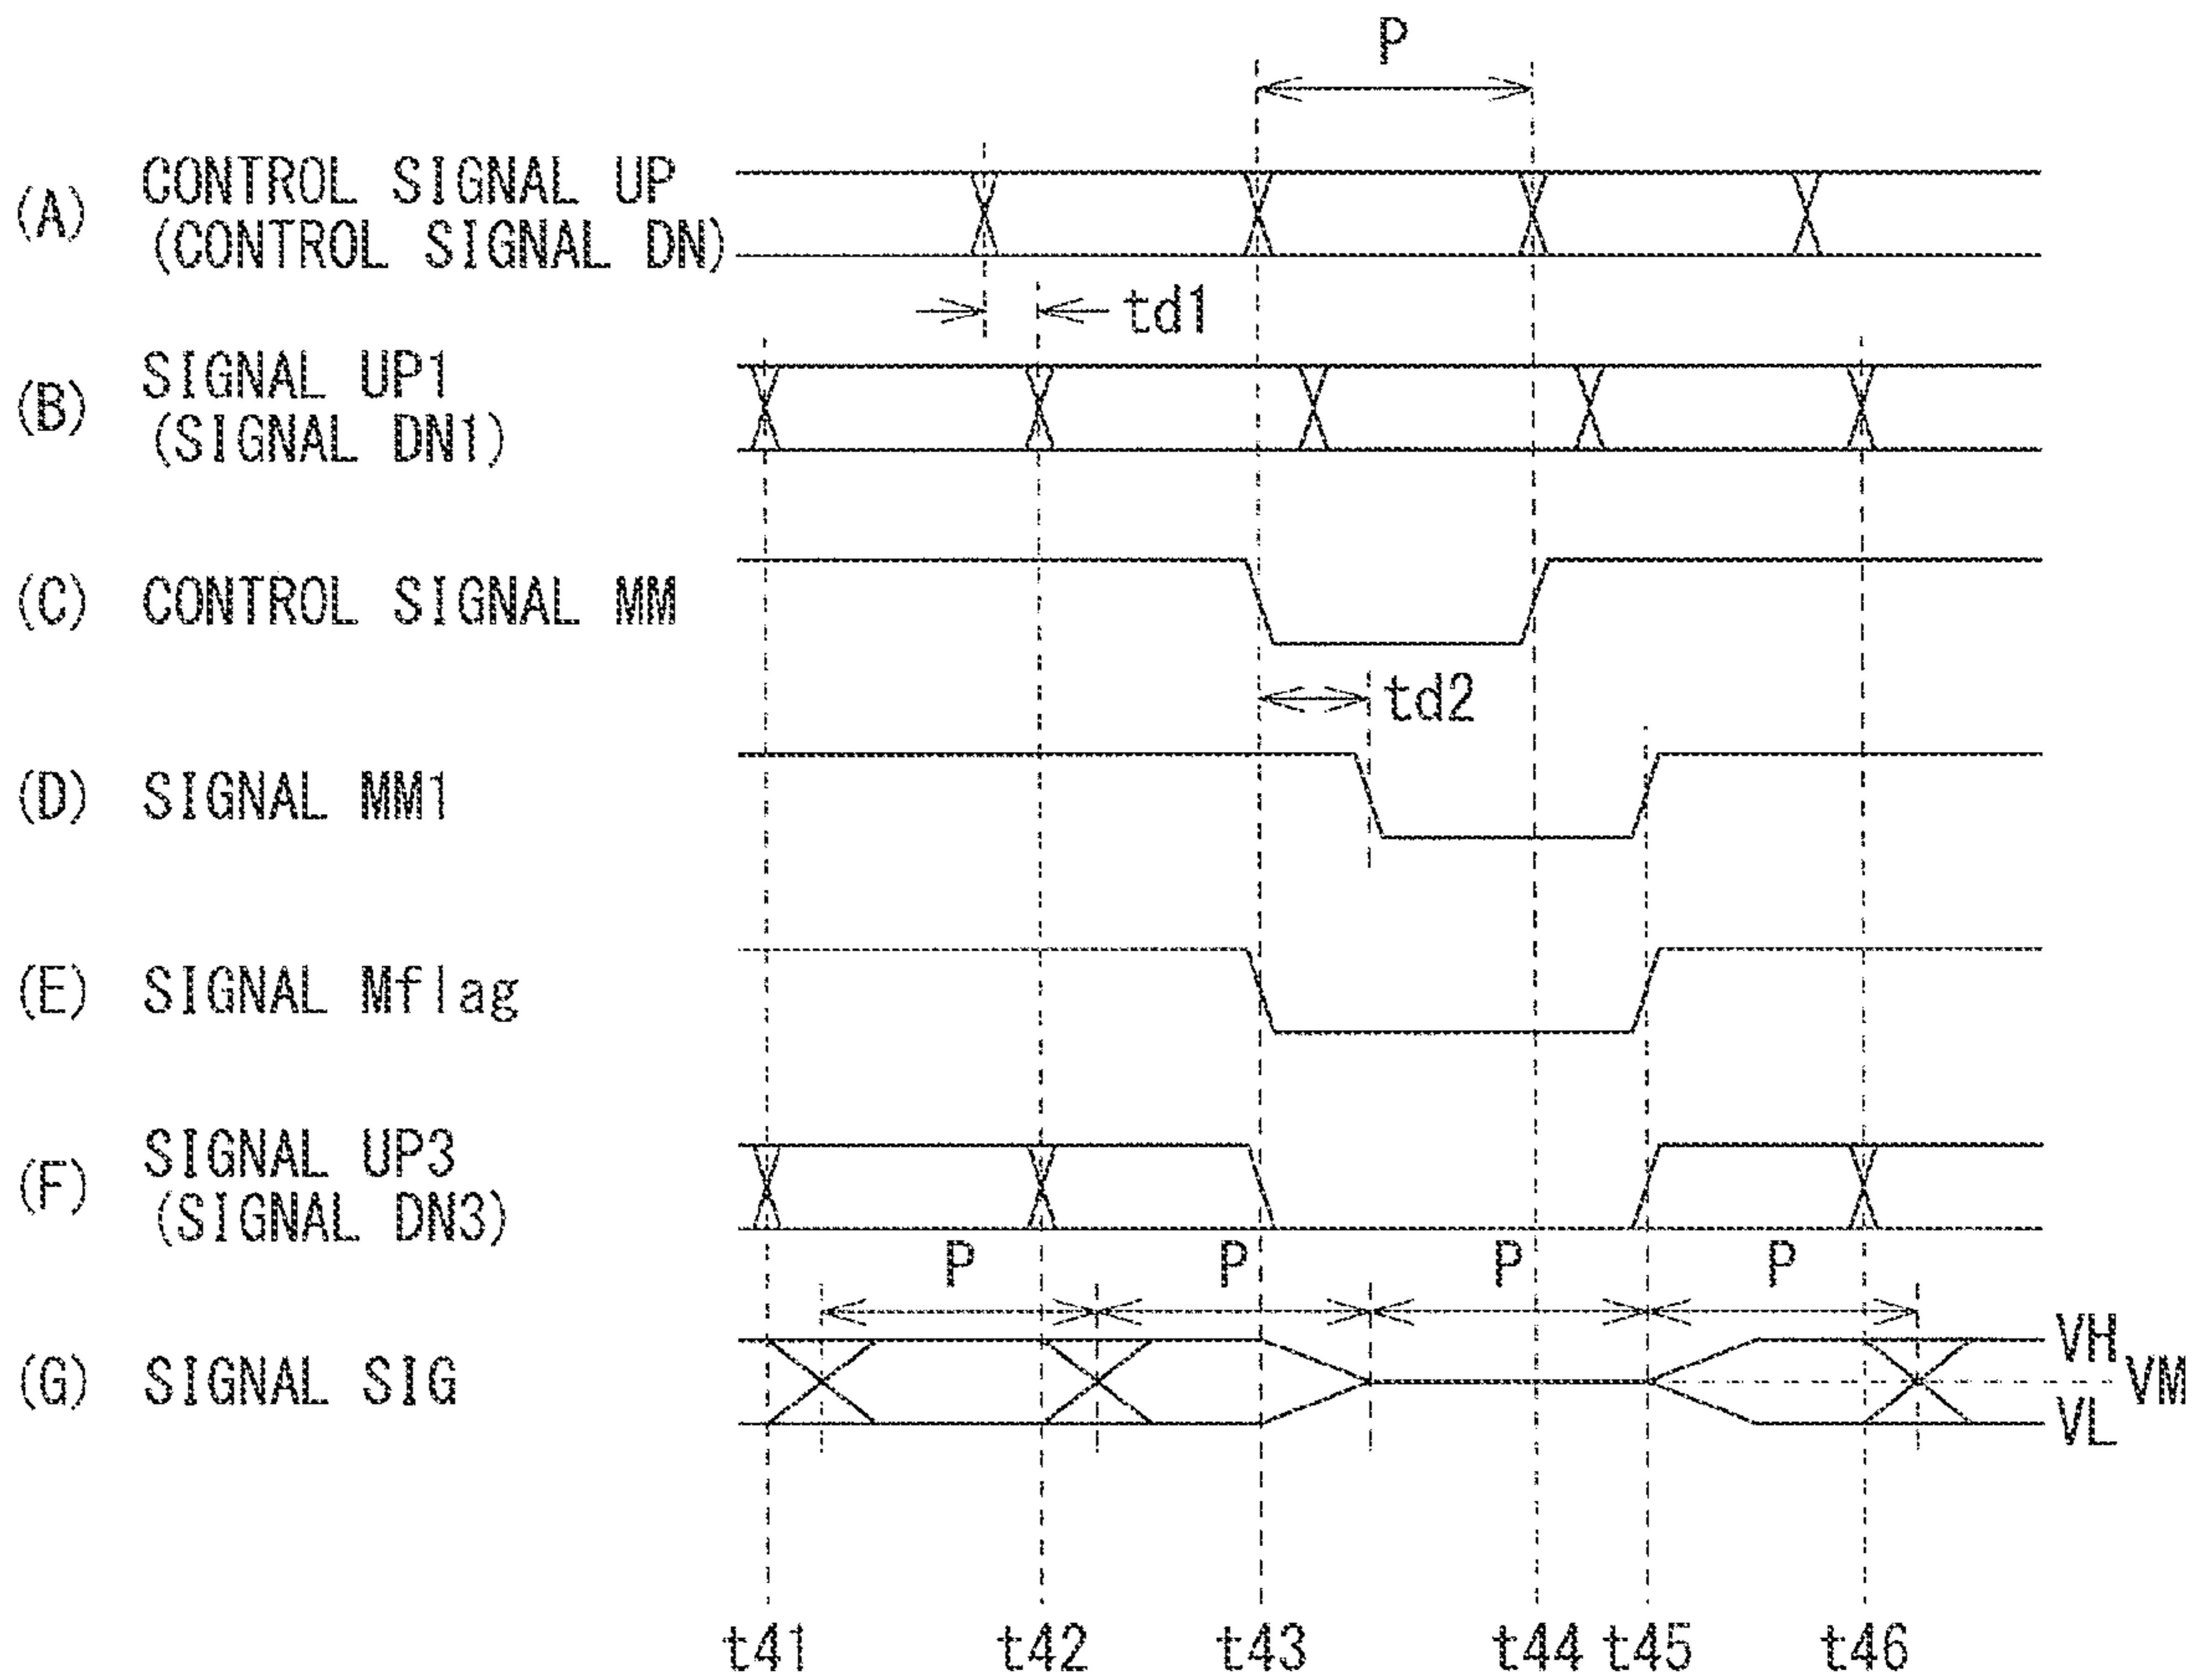 P
(A) CONTROL SIGNAL UP
(CONTROL SIGNAL DN)
td1
(B) SIGNAL UP1
(SIGNAL DN1)
(C) CONTROL SIGNAL MM
td2
(D) SIGNAL MM1
(E) SIGNAL Mflag
(F) SIGNAL UP3
(SIGNAL DN3)
P P P P
(G) SIGNAL SIG
VH
VM
VL
t41 t42 t43 t44 t45 t46